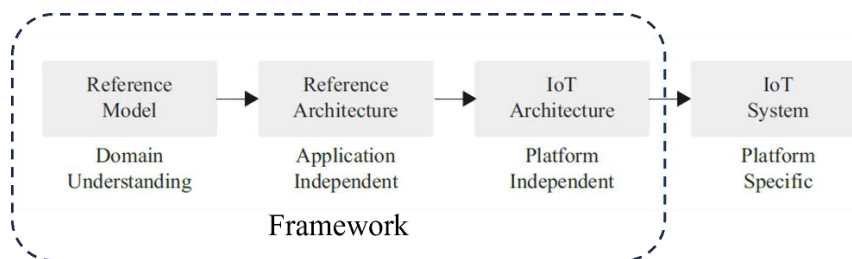 Reference
Model
Reference
Architecture
IoT
Architecture
IoT
System
Domain
Understanding
Application
Independent
Platform
Independent
Platform
Specific
Framework